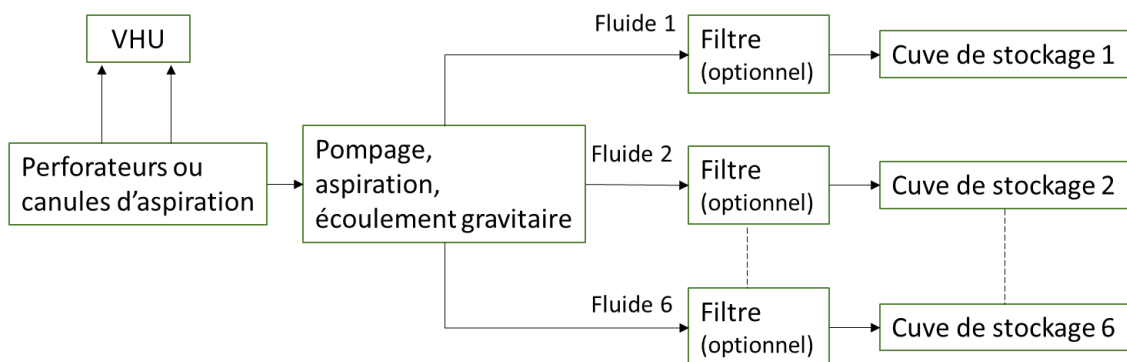 VHU
Perforateurs ou
canules d'aspiration
Pompage,
aspiration,
écoulement gravitaire
Fluide 1
Filtre
(optionnel)
Cuve de stockage 1
Fluide 2
Filtre
(optionnel)
Cuve de stockage 2
Fluide 6
Filtre
(optionnel)
Cuve de stockage 6